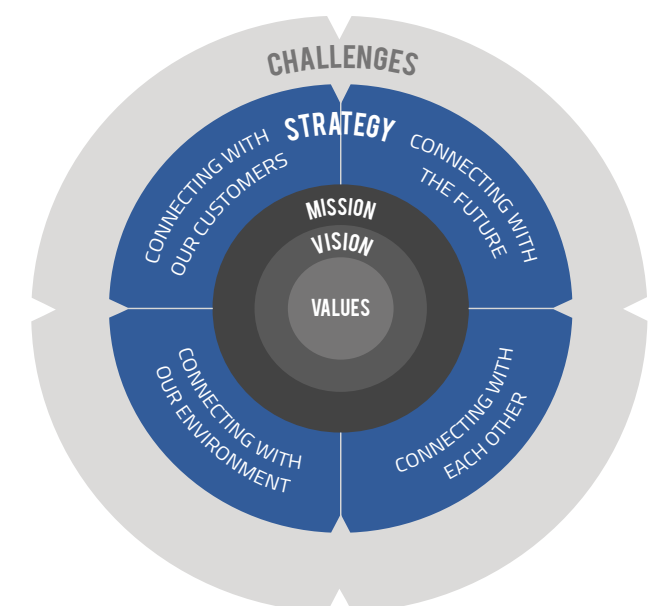 CHALLENGES
STRATEGY
CONNECTING WITH
OUR CUSTOMERS
CONNECTING WITH
THE FUTURE
MISSION
VISION
VALUES
CONNECTING WITH
OUR ENVIRONMENT
CONNECTING WITH
EACH OTHER